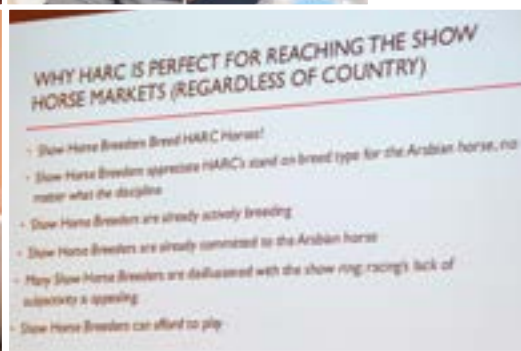 WHY HARC IS PERFECT FOR REACHING THE SHOW
HORSE MARKETS (REGARDLESS OF COUNTRY)
• Show Horse Breeders Breed HARC Horses!
• Show Horse Breeders appreciate HARC's stand on breed type for the Arabian horse, no
matter what the discipline
• Show Horse Breeders are already actively breeding
• Show Horse Breeders are already committed to the Arabian horse
• Many Show Horse Breeders are disillusioned with the show ring; racing's lack of
subjectivity is appealing
• Show Horse Breeders can afford to play